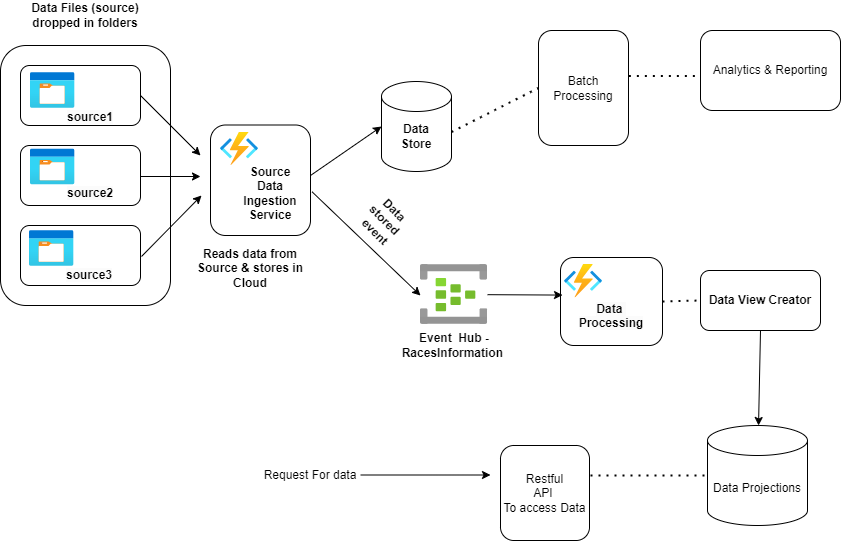 Data Files (source)
dropped in folders
source1
source2
source3
Source
Data
Ingestion
Service
Reads data from
Source & stores in
Cloud
Data
Store
Batch
Processing
Analytics & Reporting
Data
stored
event
Event Hub -
RacesInformation
Data
Processing
Data View Creator
Request For data
Restful
API
To access Data
Data Projections